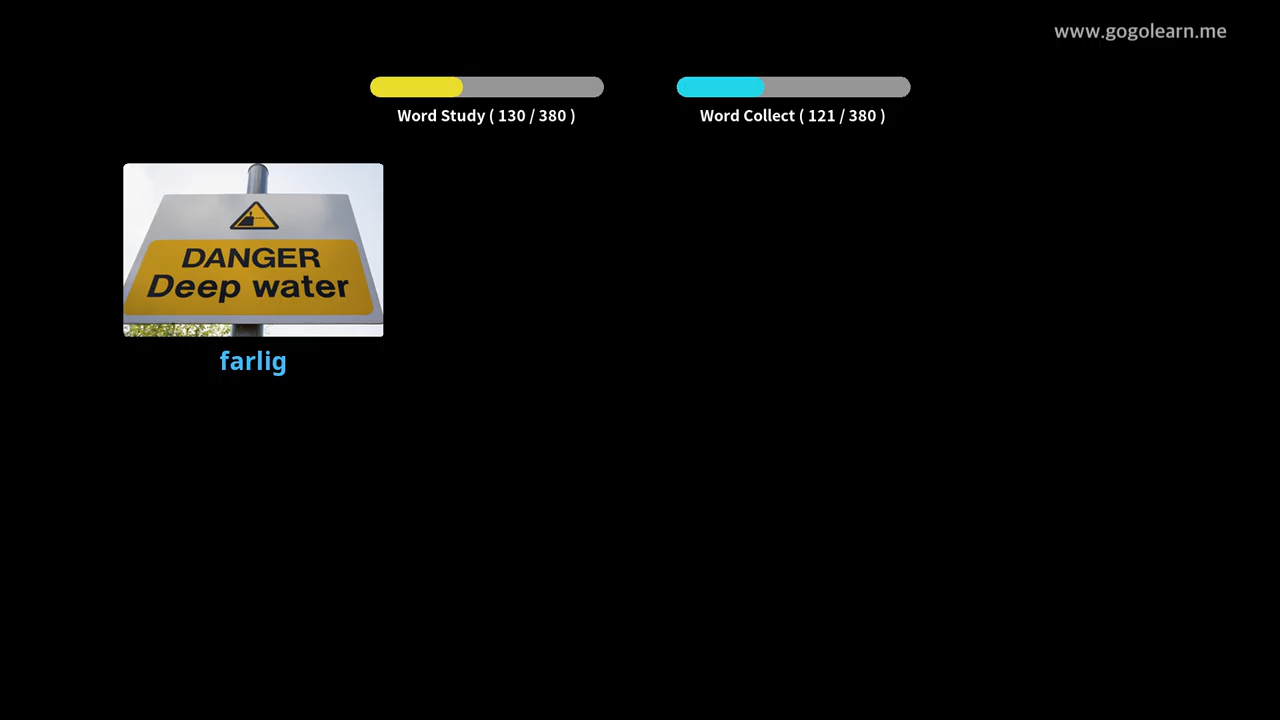 www.gogolearn.me
Word Study ( 130 / 380 )
Word Collect ( 121 / 380 )
DANGER
Deep water
farlig